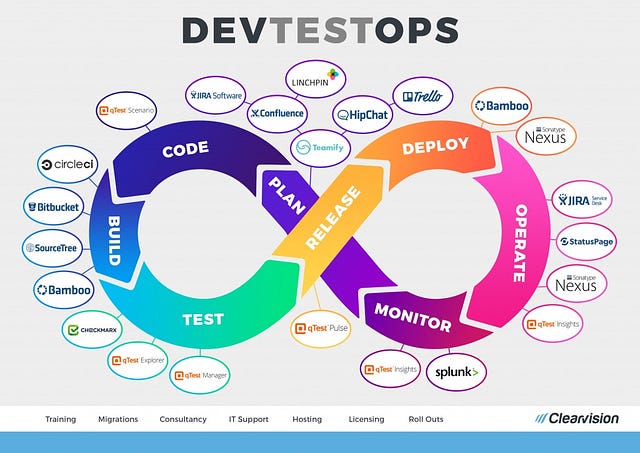 DEVTESTOPS
LINCHPIN
JIRA Software
Trello
Confluence
HipChat
Bamboo
qTest Scenario
Sonatype
Nexus
Teamify
CODE
DEPLOY
circleci
PLAN
RELEASE
JIRA Service
Desk
Bitbucket
BUILD
OPERATE
StatusPage
SourceTree
Sonatype
Nexus
Bamboo
TEST
MONITOR
qTest Insights
CHECKMARX
qTest Pulse
qTest Explorer
qTest Manager
qTest Insights
splunk>
Training Migrations Consultancy IT Support Hosting Licensing Roll Outs
Clearvision